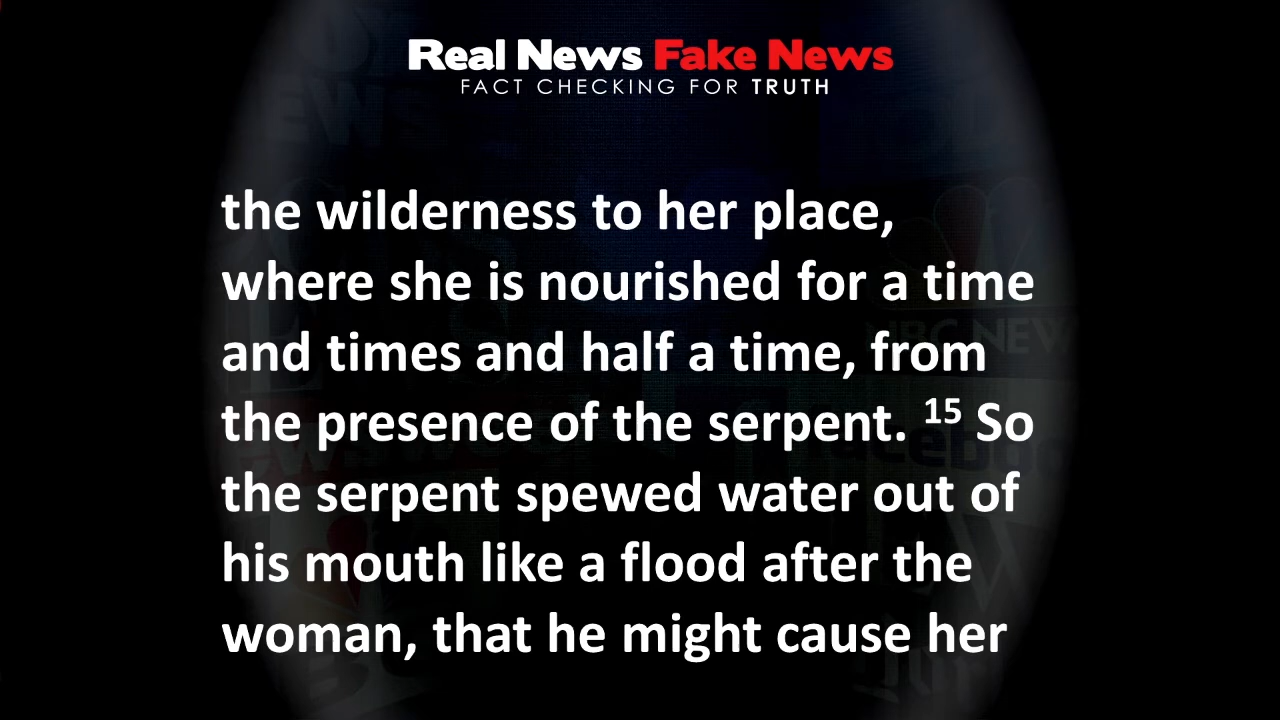 Real News Fake News
FACT CHECKING FOR TRUTH
the wilderness to her place,
where she is nourished for a time
and times and half a time, from
the presence of the serpent. ¹⁵ So
the serpent spewed water out of
his mouth like a flood after the
woman, that he might cause her